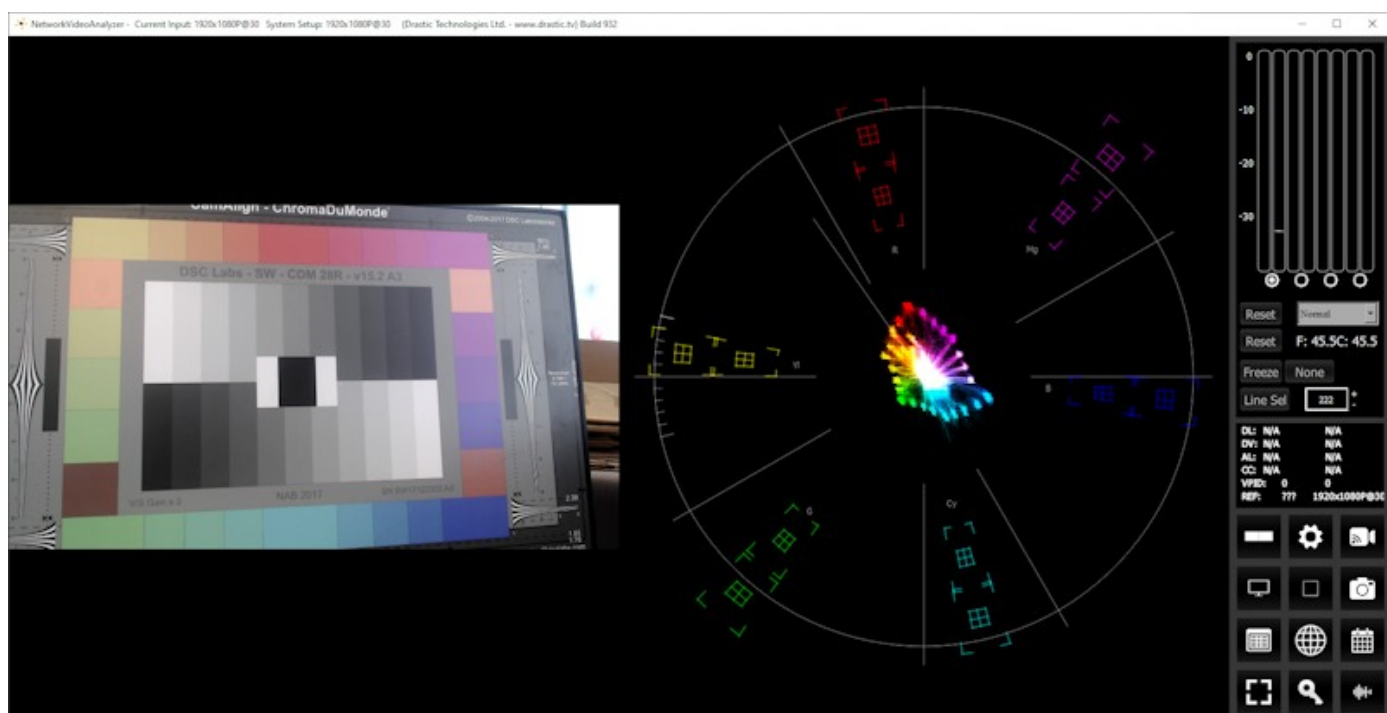 NetworkVideoAnalyzer - Current Input: 1920x1080P@30 System Setup: 1920x1080P@30 (Drastic Technologies Ltd. - www.drastic.tv) Build 932
CamAlign - ChromaDuMonde
DSC Labs - SW - CDM 28R - v15.2 A3
NAB 2017
R
Mg
Yl
B
G
Cy
0
-10
-20
-30
Reset Normal
Reset F: 45.5C: 45.5
Freeze None
Line Sel 222 + -
DL: N/A N/A
DV: N/A N/A
AL: N/A N/A
CC: N/A N/A
VPID: 0 0
REF: ??? 1920x1080P@30